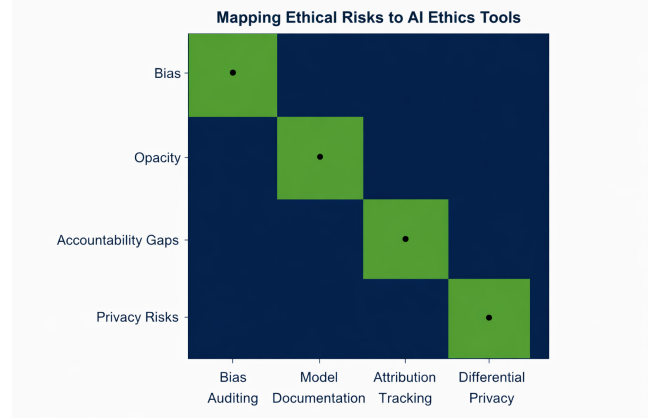 Mapping Ethical Risks to AI Ethics Tools
Bias
Opacity
Accountability Gaps
Privacy Risks
Bias Auditing
Model Documentation
Attribution Tracking
Differential Privacy